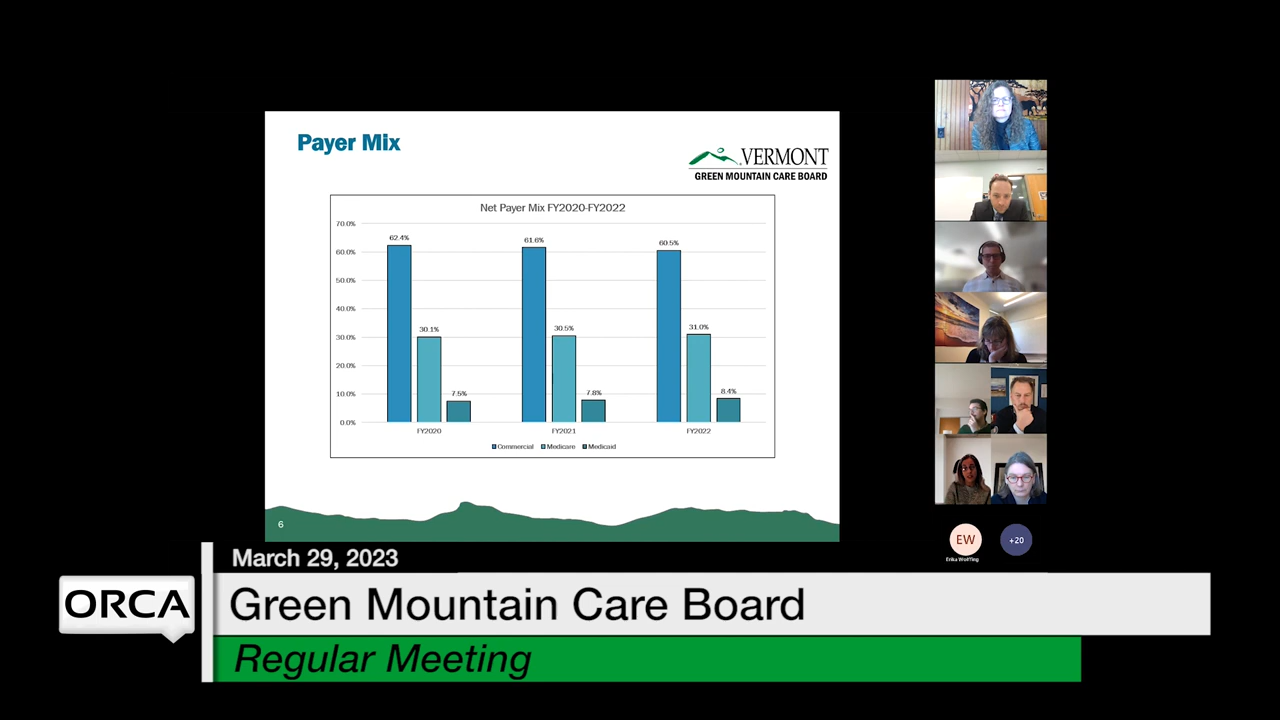 Payer Mix
VERMONT
GREEN MOUNTAIN CARE BOARD
Net Payer Mix FY2020-FY2022
70.0%
60.0%
50.0%
40.0%
30.0%
20.0%
10.0%
0.0%
62.4%
30.1%
7.5%
61.6%
30.5%
7.8%
60.5%
31.0%
8.4%
FY2020
FY2021
FY2022
Commercial Medicare Medicaid
6
EW
+20
March 29, 2023
ORCA
Green Mountain Care Board
Regular Meeting